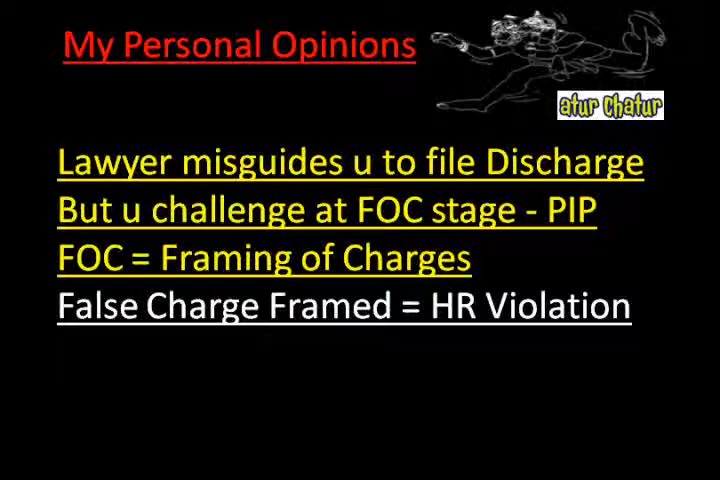 My Personal Opinions
atur chatur
Lawyer misguides u to file Discharge
But u challenge at FOC stage - PIP
FOC = Framing of Charges
False Charge Framed = HR Violation